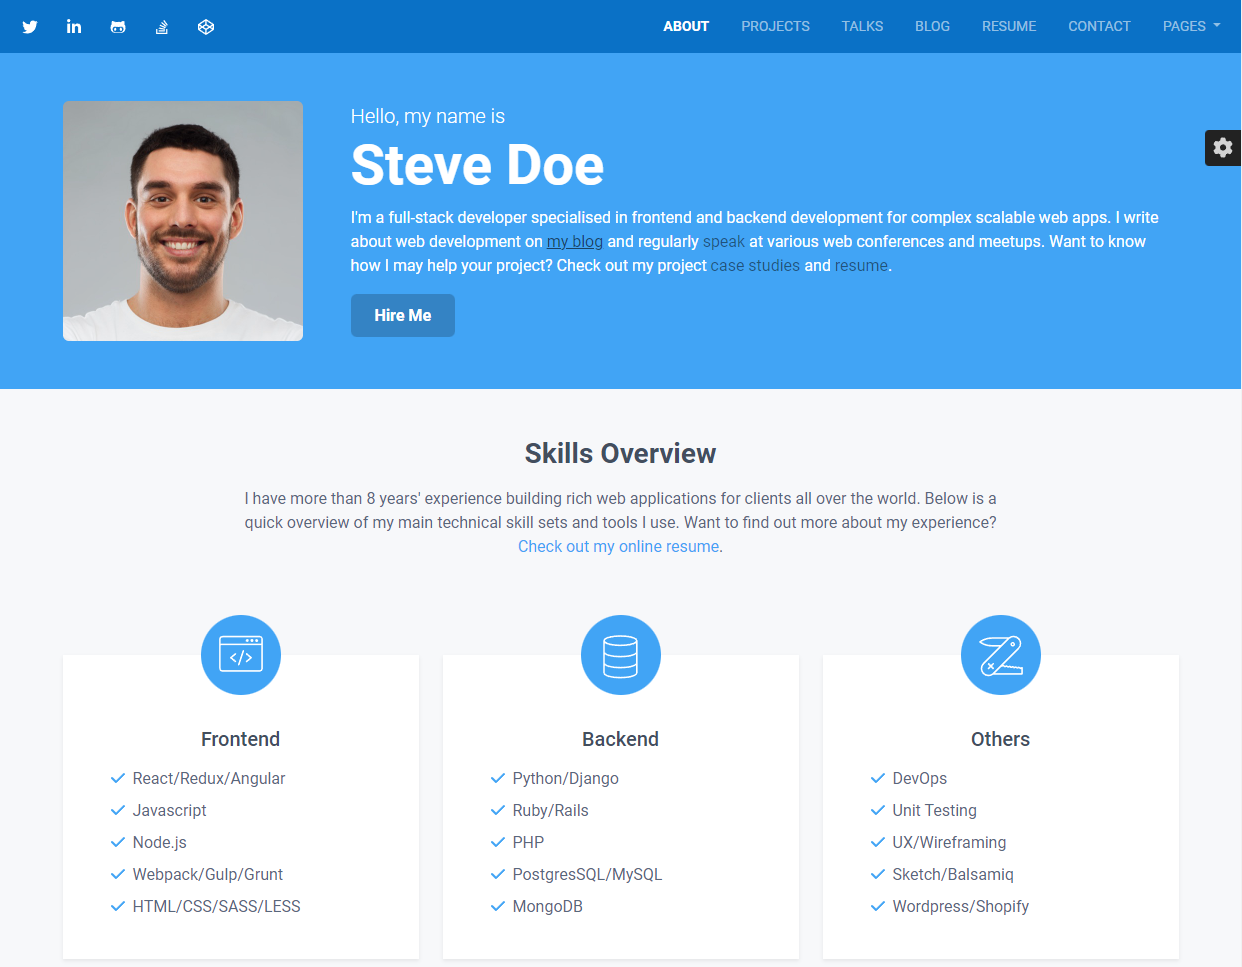 ABOUT PROJECTS TALKS BLOG RESUME CONTACT PAGES
Hello, my name is
Steve Doe
I'm a full-stack developer specialised in frontend and backend development for complex scalable web apps. I write
about web development on my blog and regularly speak at various web conferences and meetups. Want to know
how I may help your project? Check out my project case studies and resume.
Hire Me
Skills Overview
I have more than 8 years' experience building rich web applications for clients all over the world. Below is a
quick overview of my main technical skill sets and tools I use. Want to find out more about my experience?
Check out my online resume.
Frontend
React/Redux/Angular
Javascript
Node.js
Webpack/Gulp/Grunt
HTML/CSS/SASS/LESS
Backend
Python/Django
Ruby/Rails
PHP
PostgresSQL/MySQL
MongoDB
Others
DevOps
Unit Testing
UX/Wireframing
Sketch/Balsamiq
Wordpress/Shopify